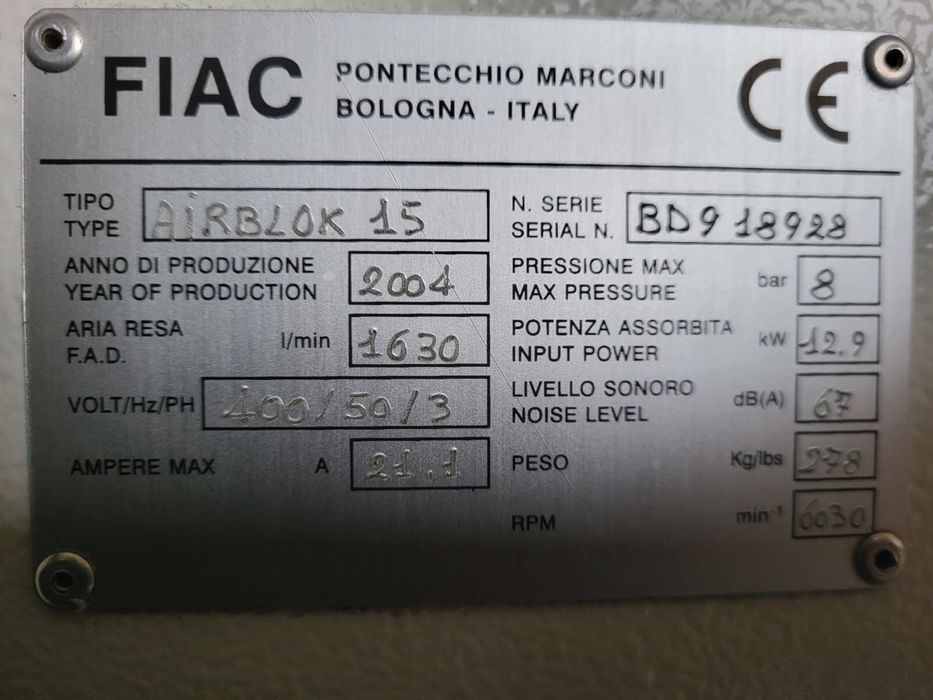 FIAC
PONTECCHIO MARCONI
BOLOGNA - ITALY
CE
TIPO
TYPE
AiRBLOK 15
N. SERIE
SERIAL N.
BD9 18928
ANNO DI PRODUZIONE
YEAR OF PRODUCTION
2004
PRESSIONE MAX
MAX PRESSURE
bar
8
ARIA RESA
F.A.D.
l/min
1630
POTENZA ASSORBITA
INPUT POWER
kW
12.9
VOLT/Hz/PH
400/50/3
LIVELLO SONORO
NOISE LEVEL
dB(A)
67
AMPERE MAX A
21.1
PESO
Kg/lbs
278
RPM
min-1
6030